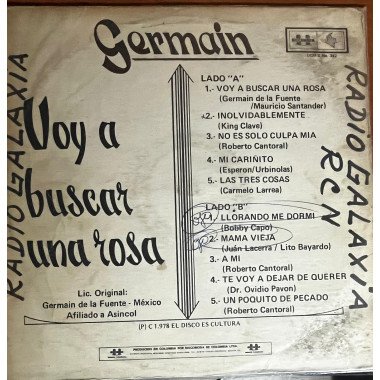 Germain
RADIO GALAXIA
RADIO GALAXIA
RCN
Voy a
buscar
una rosa
LADO "A"
1.- VOY A BUSCAR UNA ROSA
(Germain de la Fuente
/Mauricio Santander)
2.- INOLVIDABLEMENTE
(King Clave)
3.- NO ES SOLO CULPA MIA
(Roberto Cantoral)
4.- MI CARIÑITO
(Esperon/Urbinolas)
5.- LAS TRES COSAS
(Carmelo Larrea)
LADO "B"
1.- LLORANDO ME DORMI
(Bobby Capo)
2.- MAMA VIEJA
(Juan Lacerra / Lito Bayardo)
3.- A MI
(Roberto Cantoral)
4.- TE VOY A DEJAR DE QUERER
(Dr. Ovidio Pavon)
5.- UN POQUITO DE PECADO
(Roberto Cantoral)
Lic. Original:
Germain de la Fuente - México
Afiliado a Asincol
(P) C 1.978 EL DISCO ES CULTURA